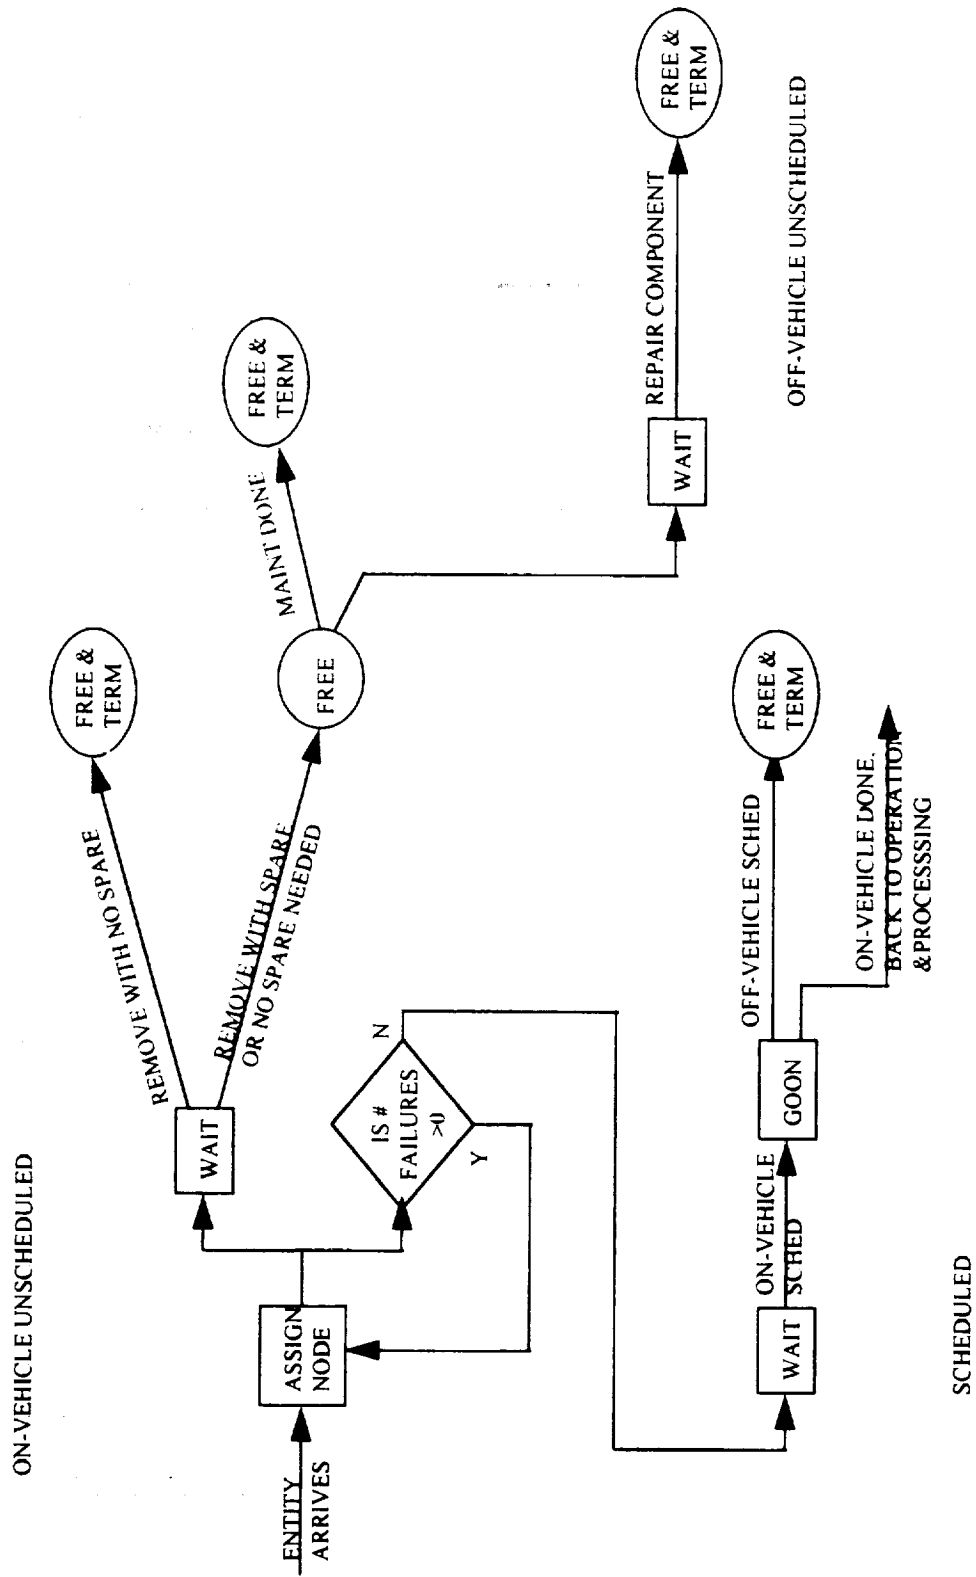 ON-VEHICLE UNSCHEDULED
ENTITY
ARRIVES
ASSIGN
NODE
WAIT
REMOVE WITH NO SPARE
FREE &
TERM
REMOVE WITH SPARE
OR NO SPARE NEEDED
FREE
MAINT DONE
FREE &
TERM
IS #
FAILURES
>0
N
Y
WAIT
REPAIR COMPONENT
FREE &
TERM
OFF-VEHICLE UNSCHEDULED
WAIT
ON-VEHICLE
SCHED
GOON
OFF-VEHICLE SCHED
FREE &
TERM
ON-VEHICLE DONE.
BACK TO OPERATION
&PROCESSSING
SCHEDULED